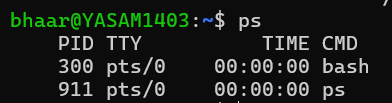 bhaar@YASAM1403:~$ ps
    PID TTY          TIME CMD
    300 pts/0    00:00:00 bash
    911 pts/0    00:00:00 ps